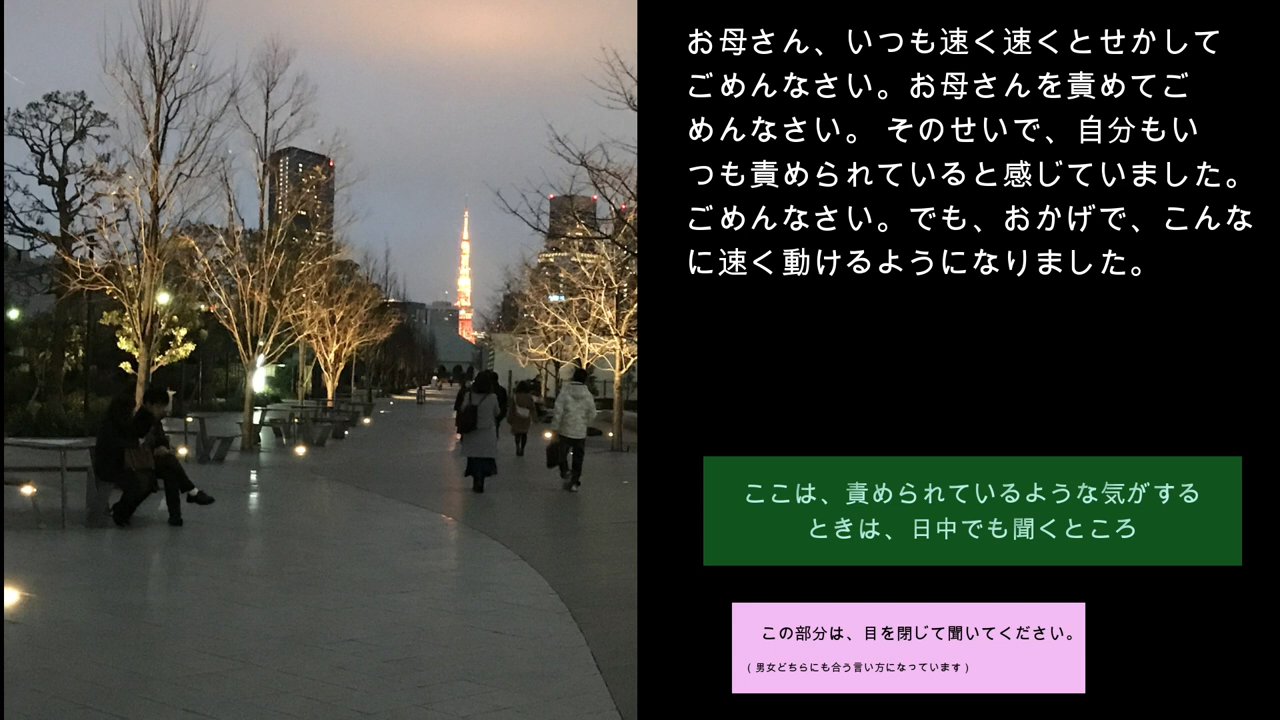 お母さん、いつも速く速くとせかして
ごめんなさい。お母さんを責めてご
めんなさい。 そのせいで、自分もい
つも責められていると感じていました。
ごめんなさい。でも、おかげで、こんな
に速く動けるようになりました。
ここは、責められているような気がする
ときは、日中でも聞くところ
この部分は、目を閉じて聞いてください。
( 男女どちらにも合う言い方になっています )